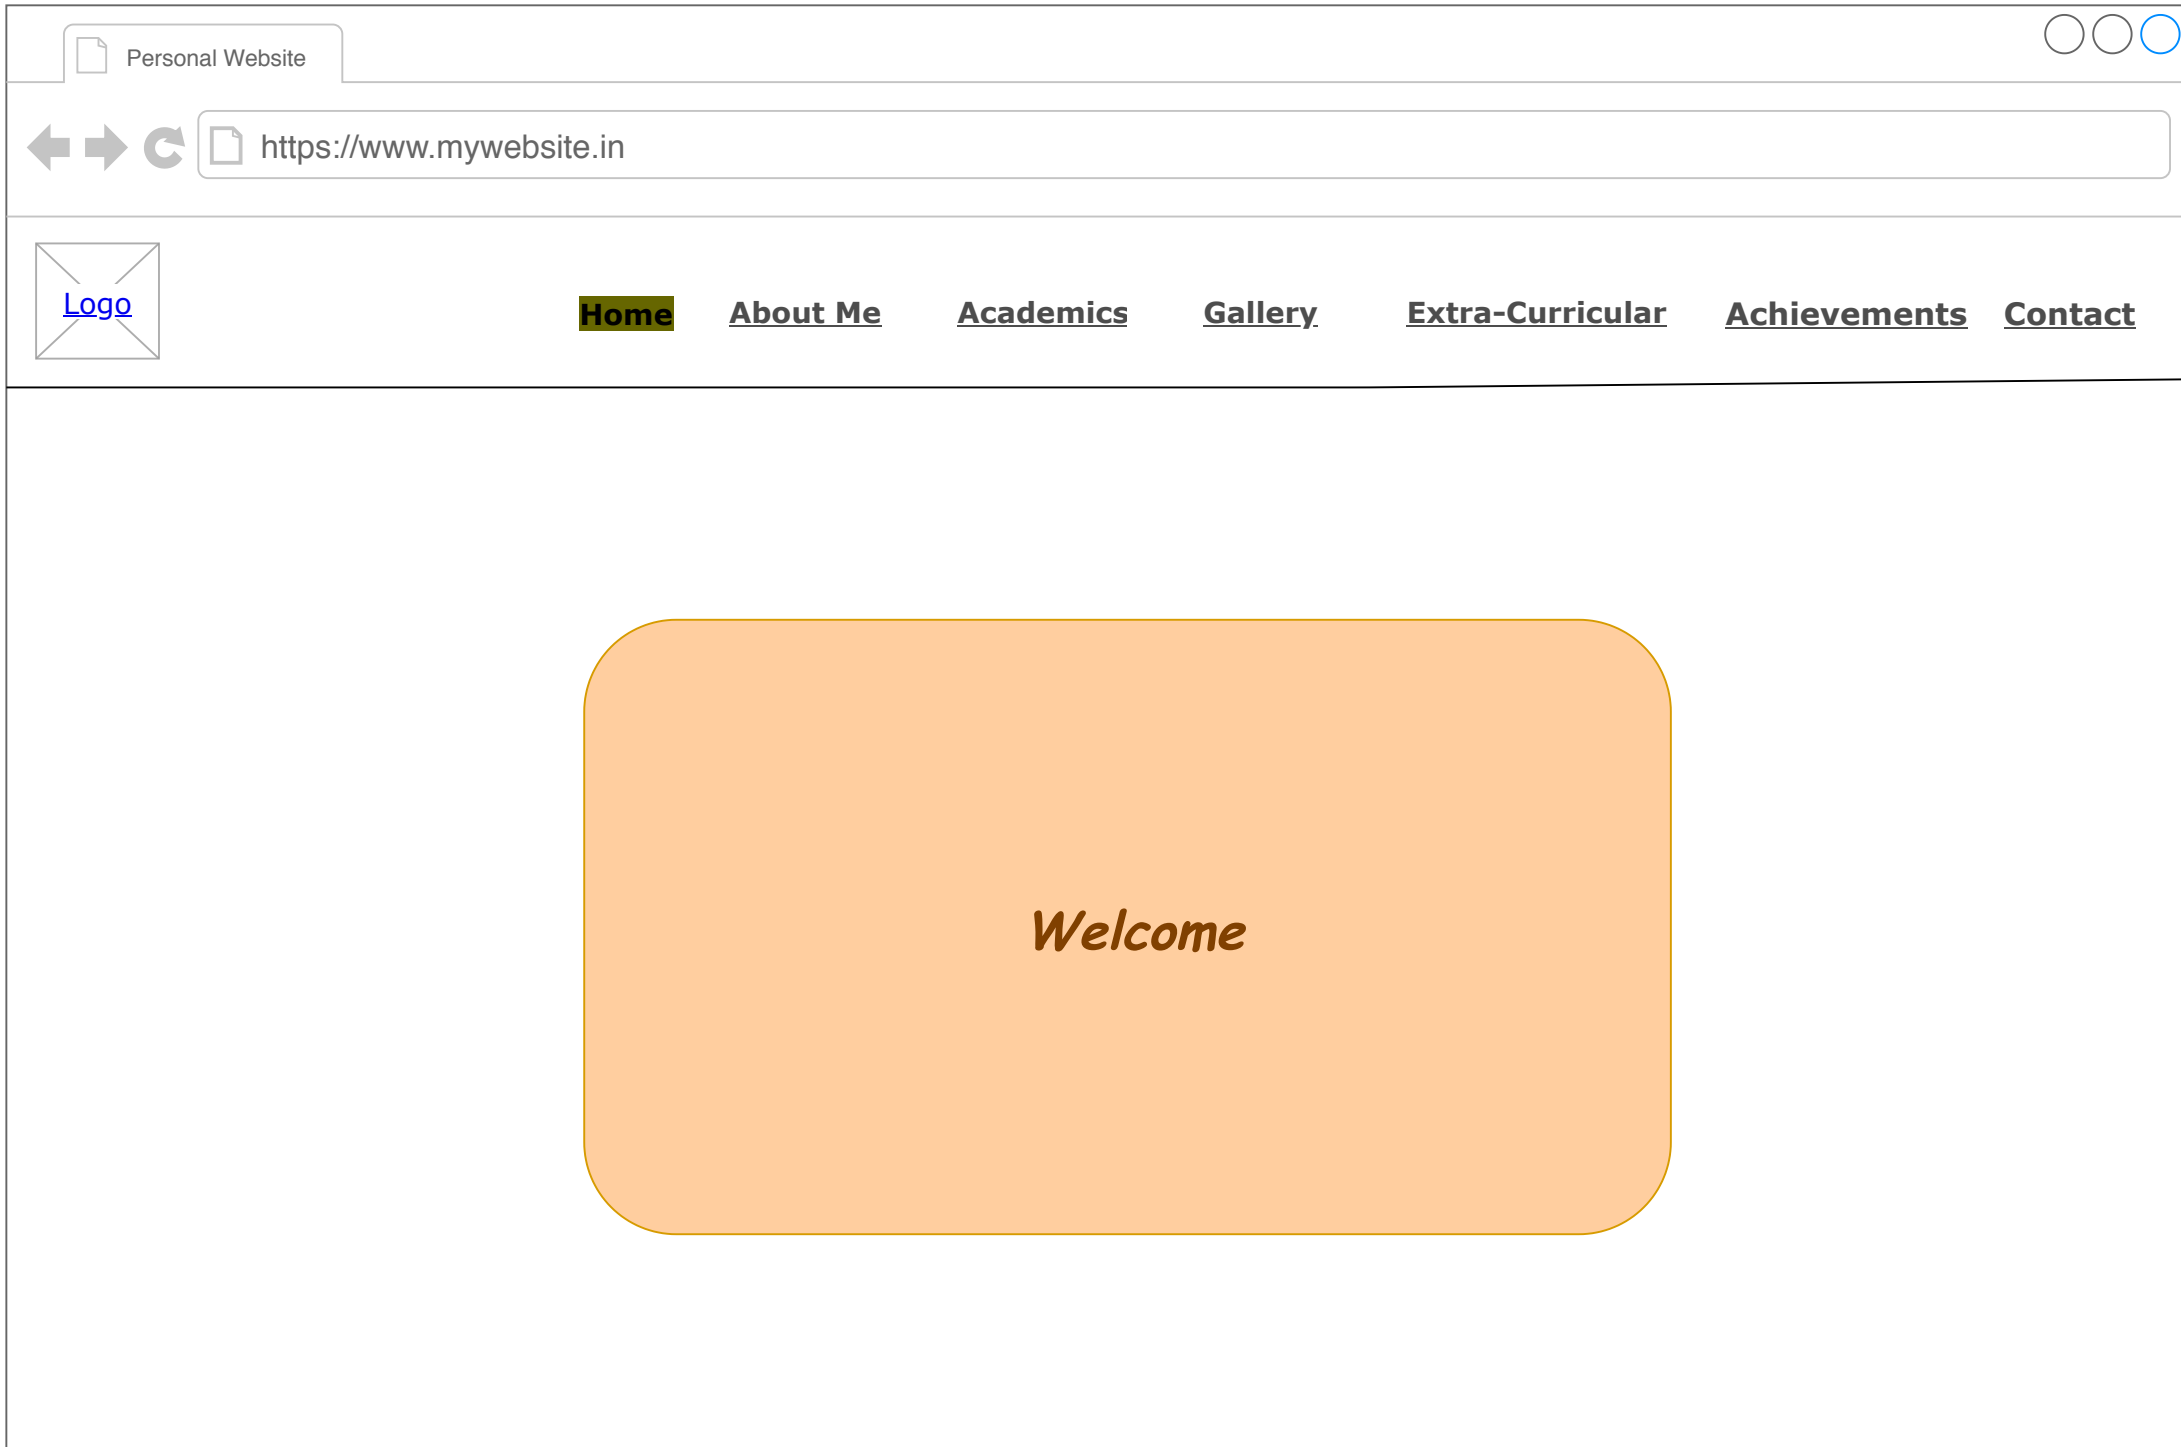 Personal Website
https://www.mywebsite.in
Logo
Home About Me Academics Gallery Extra-Curricular Achievements Contact
Welcome